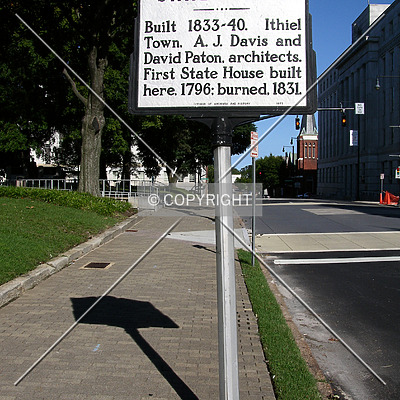 Built 1833-40. Ithiel
Town, A. J. Davis and
David Paton, architects.
First State House built
here, 1796; burned, 1831.
© COPYRIGHT